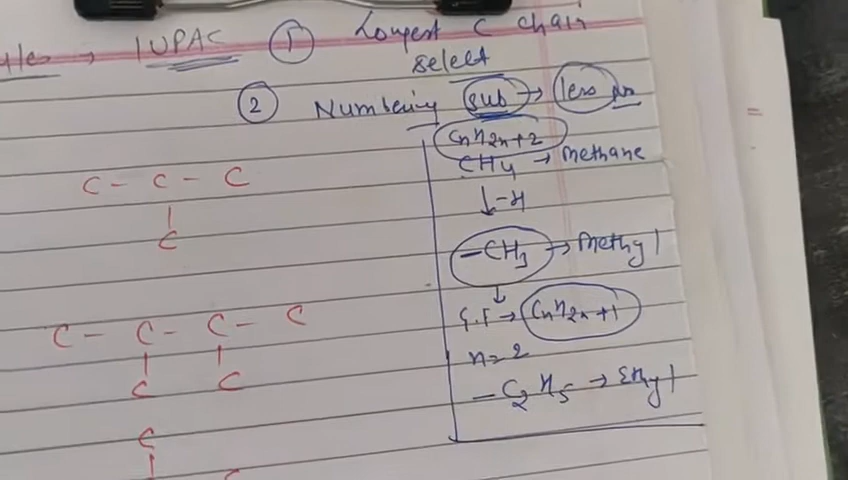 → IUPAC ① Longest C chain
select
② Numbering sub → less no
CnH2n+2
CH4 → Methane
↓-H
-CH3 → Methyl
↓
G.F → CnH2n+1
n=2
-C2H5 → Ethyl
C - C - C
|
C
C - C - C - C
| |
C C
C
|